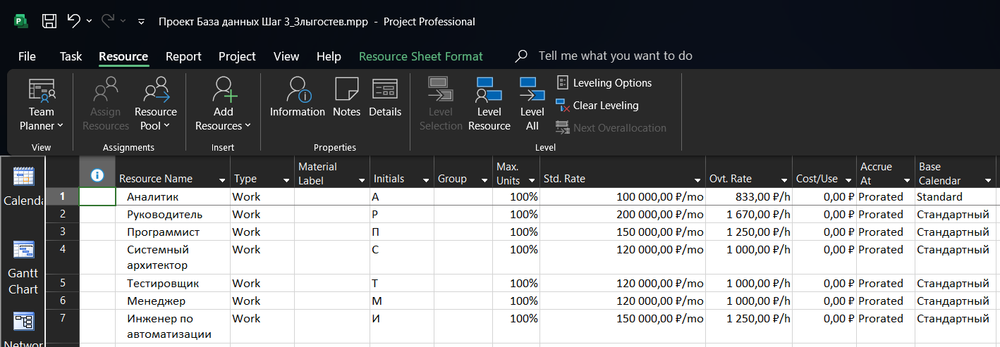 Проект База данных Шаг 3_Злыгостев.mpp - Project Professional
File Task Resource Report Project View Help Resource Sheet Format Tell me what you want to do
Team Planner
View
Assign Resources
Resource Pool
Assignments
Add Resources
Insert
Information
Notes
Details
Properties
Level Selection
Level Resource
Level All
Leveling Options
Clear Leveling
Next Overallocation
Level
Calenda
Gantt Chart
Networ
Resource Name Type Material Label Initials Group Max. Units Std. Rate Ovt. Rate Cost/Use Accrue At Base Calendar
1 Аналитик Work А 100% 100 000,00 ₽/mo 833,00 ₽/h 0,00 ₽ Prorated Standard
2 Руководитель Work Р 100% 200 000,00 ₽/mo 1 670,00 ₽/h 0,00 ₽ Prorated Стандартный
3 Программист Work П 100% 150 000,00 ₽/mo 1 250,00 ₽/h 0,00 ₽ Prorated Стандартный
4 Системный архитектор Work С 100% 120 000,00 ₽/mo 1 000,00 ₽/h 0,00 ₽ Prorated Стандартный
5 Тестировщик Work Т 100% 120 000,00 ₽/mo 1 000,00 ₽/h 0,00 ₽ Prorated Стандартный
6 Менеджер Work М 100% 120 000,00 ₽/mo 1 000,00 ₽/h 0,00 ₽ Prorated Стандартный
7 Инженер по автоматизации Work И 100% 150 000,00 ₽/mo 1 250,00 ₽/h 0,00 ₽ Prorated Стандартный